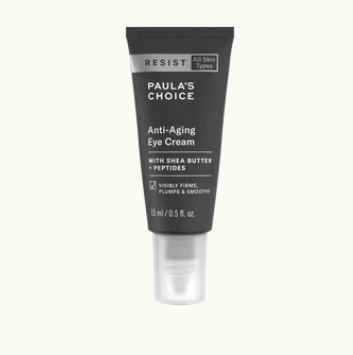 RESIST All Skin
Types
PAULA'S
CHOICE
Anti-Aging
Eye Cream
WITH SHEA BUTTER
+ PEPTIDES
VISIBLY FIRMS,
PLUMPS & SMOOTHS
15 ml / 0.5 fl. oz.